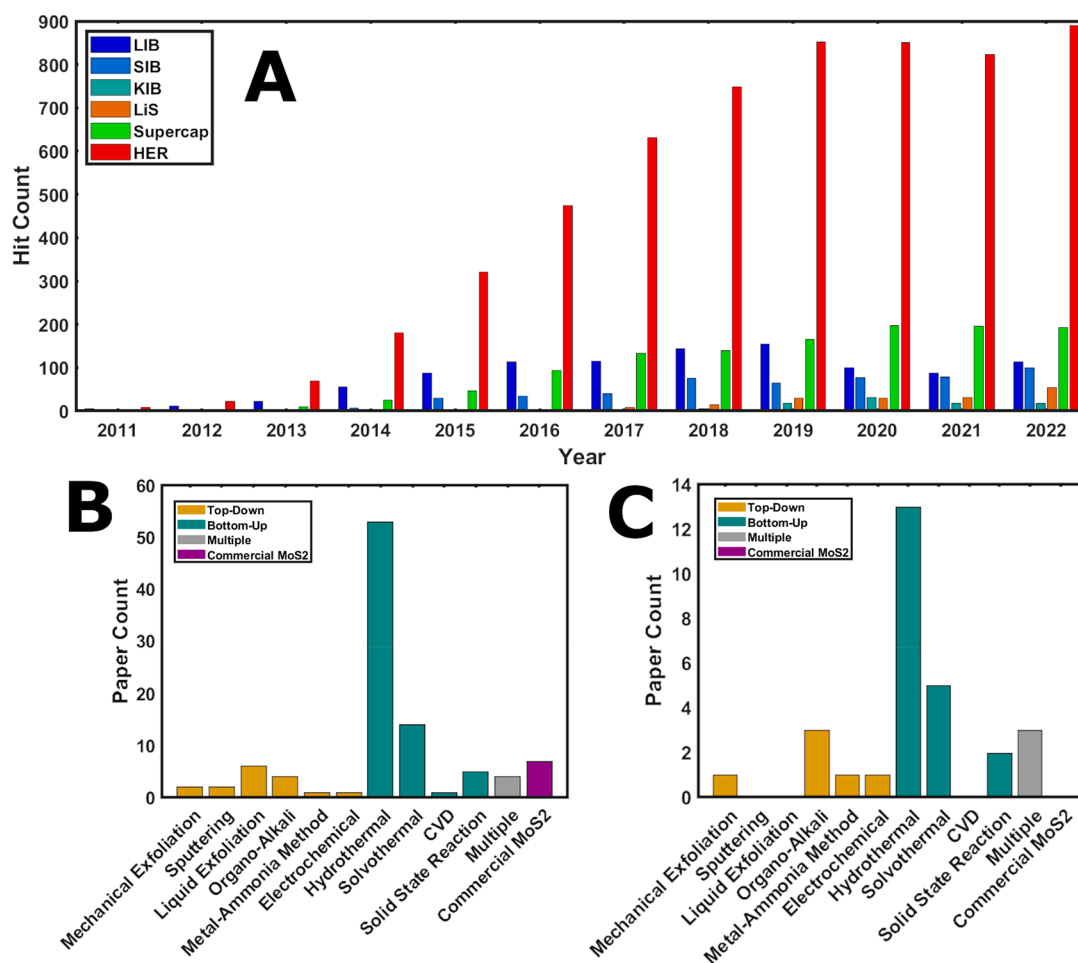 900
800
700
600
500
400
300
200
100
0
Hit Count
LIB
SIB
KIB
LiS
Supercap
HER
A
2011 2012 2013 2014 2015 2016 2017 2018 2019 2020 2021 2022
Year
B
60
50
40
30
20
10
0
Paper Count
Top-Down
Bottom-Up
Multiple
Commercial MoS2
Mechanical Exfoliation
Sputtering
Liquid Exfoliation
Organo-Alkali
Metal-Ammonia Method
Electrochemical
Hydrothermal
Solvothermal
CVD
Solid State Reaction
Multiple
Commercial MoS2
C
14
12
10
8
6
4
2
0
Paper Count
Top-Down
Bottom-Up
Multiple
Commercial MoS2
Mechanical Exfoliation
Sputtering
Liquid Exfoliation
Organo-Alkali
Metal-Ammonia Method
Electrochemical
Hydrothermal
Solvothermal
CVD
Solid State Reaction
Multiple
Commercial MoS2